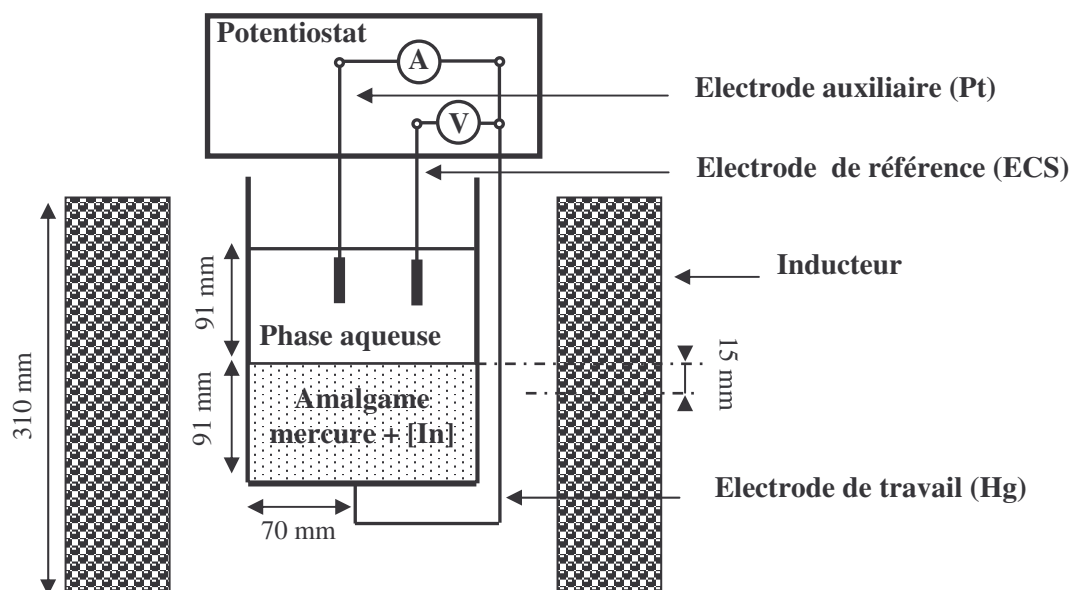 Potentiostat
A
Electrode auxiliaire (Pt)
V
Electrode de référence (ECS)
Inducteur
91 mm
Phase aqueuse
15 mm
310 mm
91 mm
Amalgame
mercure + [In]
Electrode de travail (Hg)
70 mm